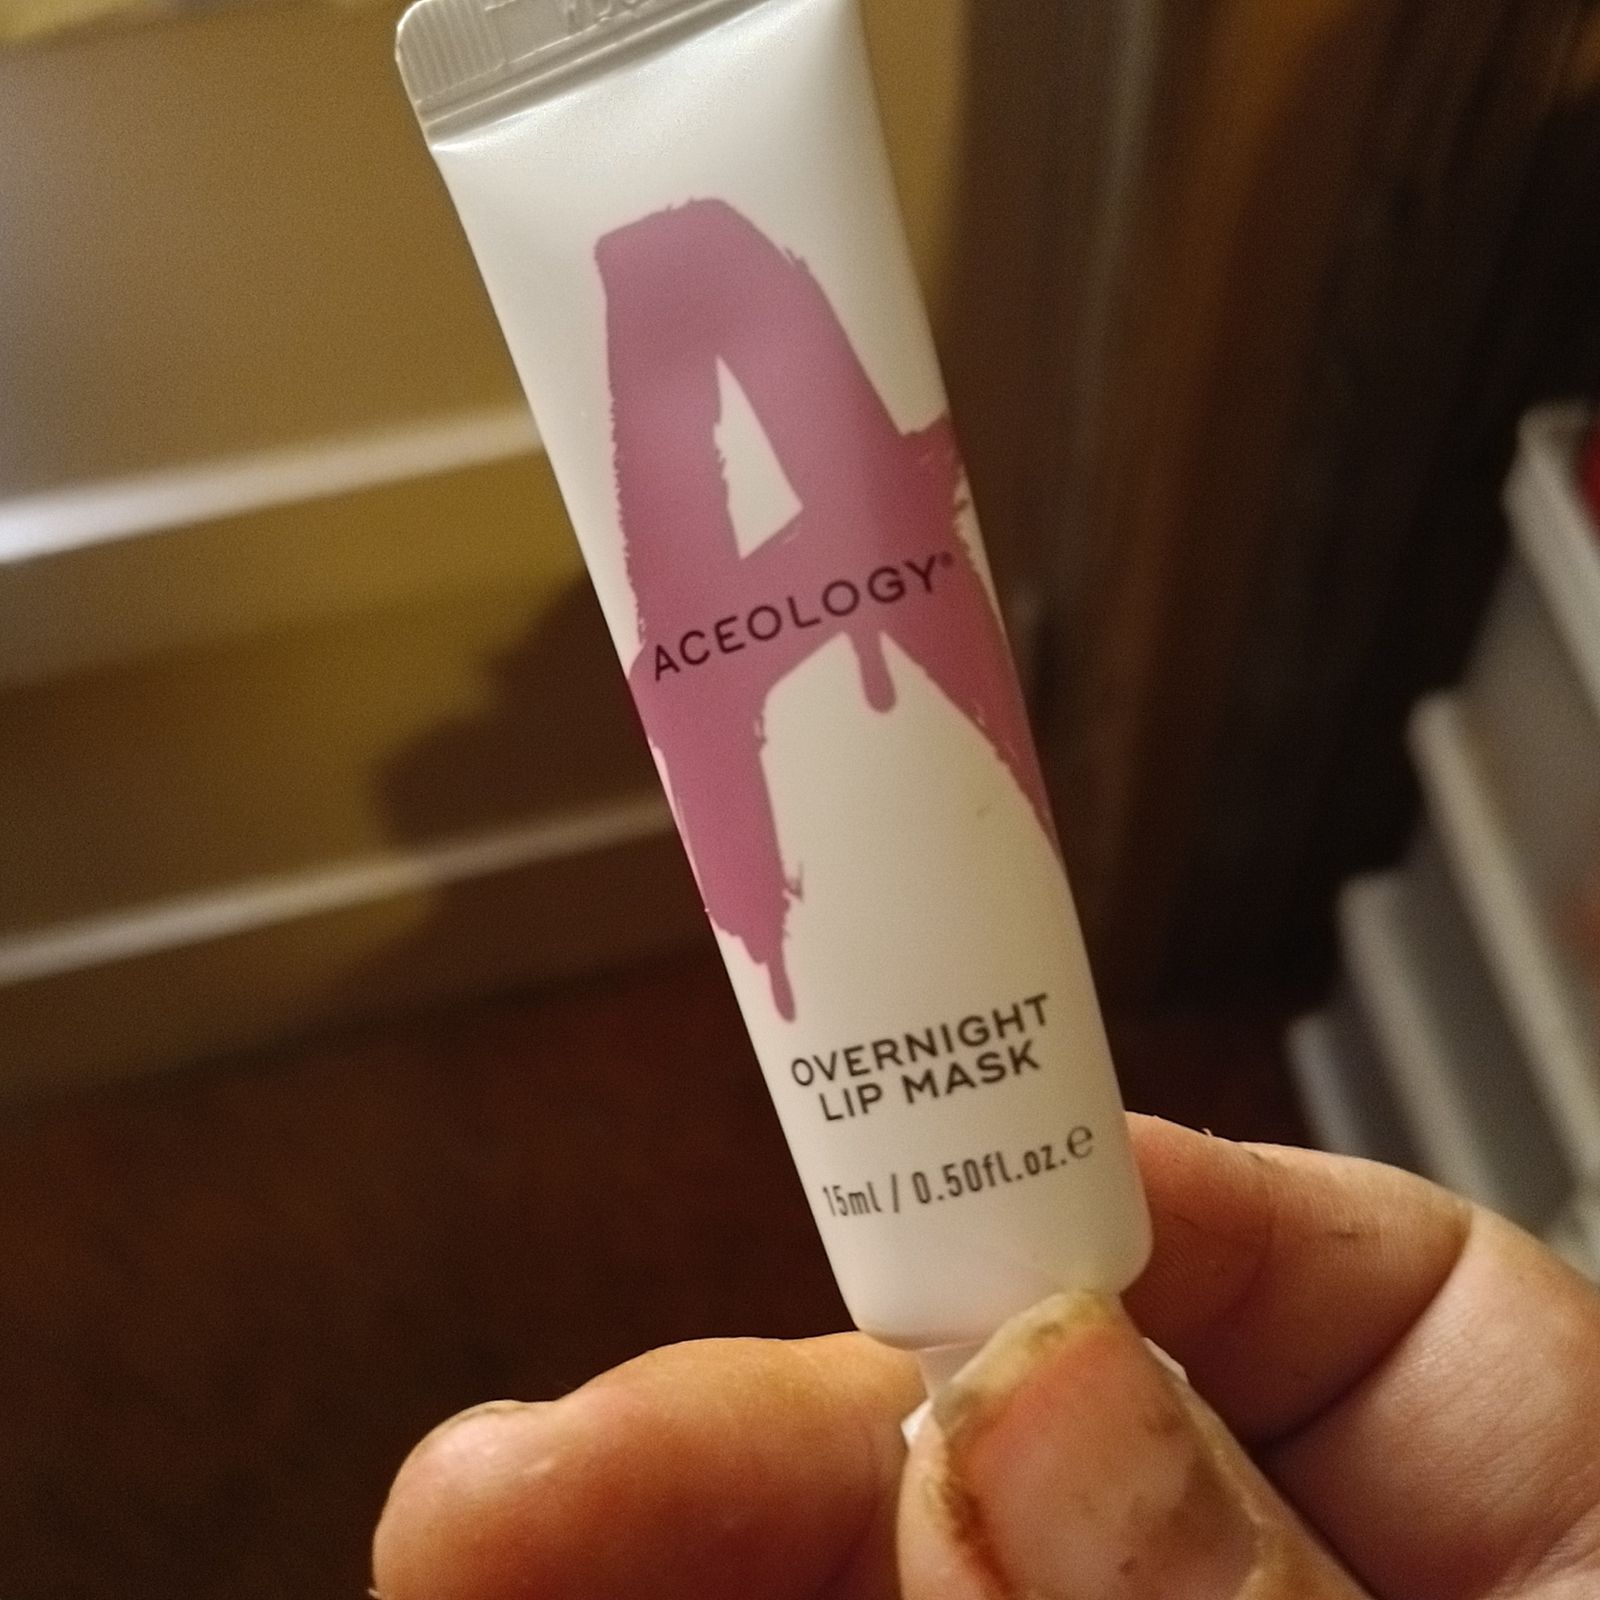 ACEOLOGY®
OVERNIGHT
LIP MASK
15ml / 0.50fl.oz.℮